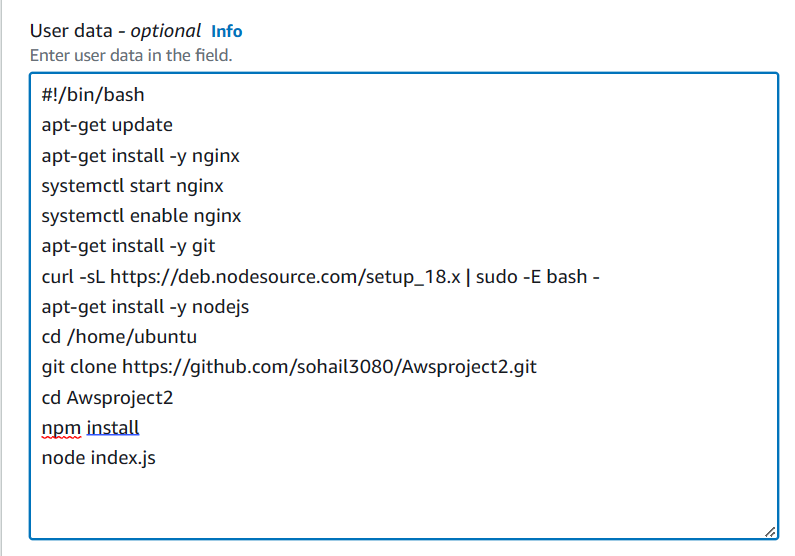 User data - optional Info
Enter user data in the field.
#!/bin/bash
apt-get update
apt-get install -y nginx
systemctl start nginx
systemctl enable nginx
apt-get install -y git
curl -sL https://deb.nodesource.com/setup_18.x | sudo -E bash -
apt-get install -y nodejs
cd /home/ubuntu
git clone https://github.com/sohail3080/Awsproject2.git
cd Awsproject2
npm install
node index.js